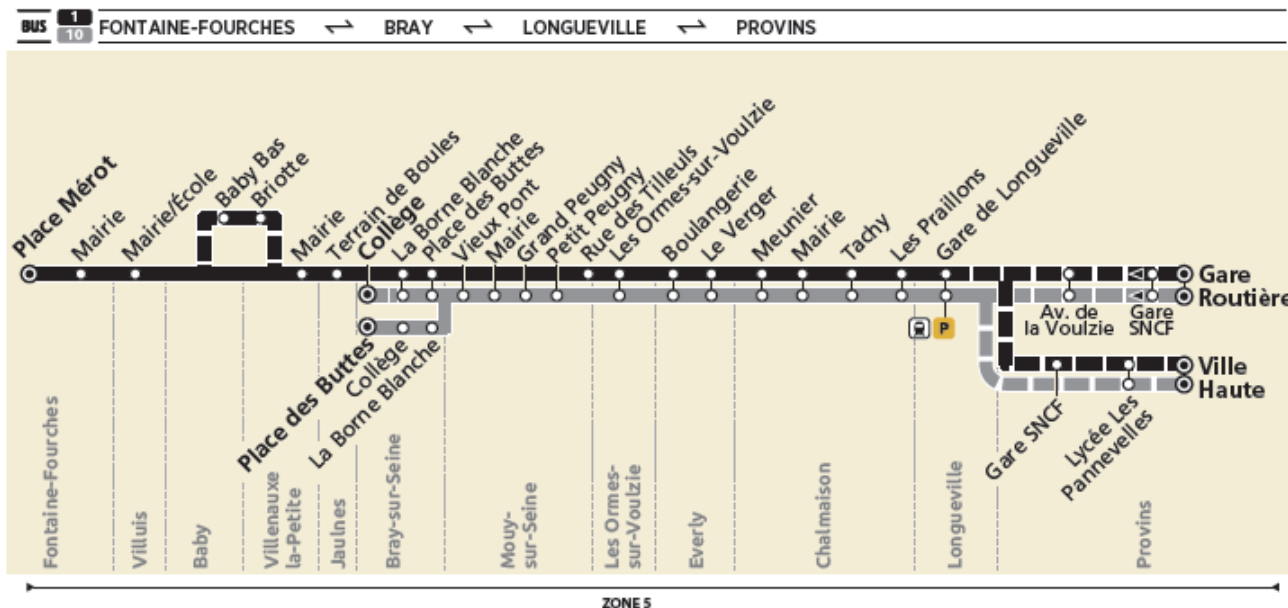 BUS 1 10 FONTAINE-FOURCHES ⇌ BRAY ⇌ LONGUEVILLE ⇌ PROVINS
Place Mérot
Mairie
Mairie/École
Baby Bas
Briotte
Mairie
Terrain de Boules
Collège
La Borne Blanche
Place des Buttes
Vieux Pont
Mairie
Grand Peugny
Petit Peugny
Rue des Tilleuls
Les Ormes-sur-Voulzie
Boulangerie
Le Verger
Meunier
Mairie
Tachy
Les Praillons
Gare de Longueville
P
Av. de
la Voulzie
Gare
SNCF
Gare
Routière
Place des Buttes
Collège
La Borne Blanche
Gare SNCF
Lycée Les
Pannevelles
Ville
Haute
Fontaine-Fourches
Villuis
Baby
Villenauxe
la-Petite
Jaulnes
Bray-sur-Seine
Mouy-
sur-Seine
Les Ormes-
sur-Voulzie
Everly
Chalmaison
Longueville
Provins
ZONE 5